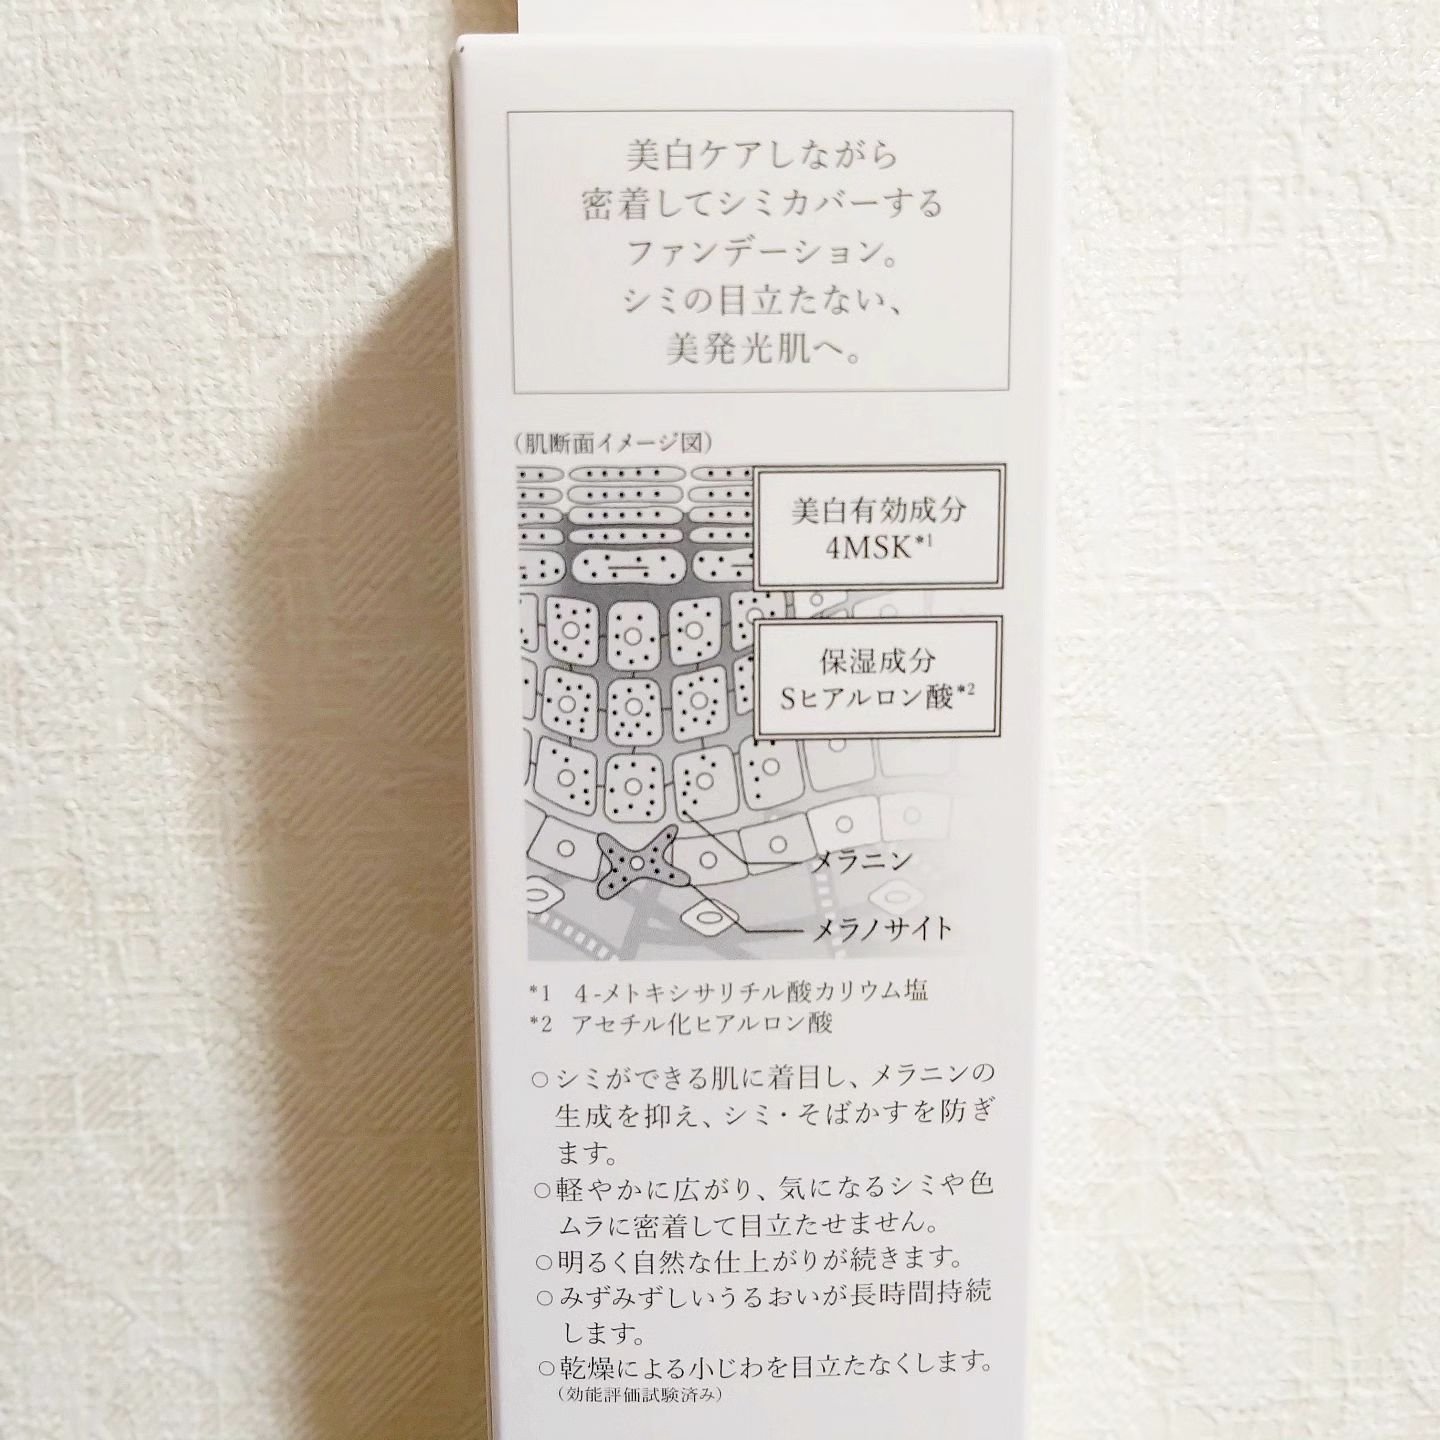 美白ケアしながら
密着してシミカバーする
ファンデーション。
シミの目立たない、
美発光肌へ。
(肌断面イメージ図)
美白有効成分
4MSK*1
保湿成分
Sヒアルロン酸*2
メラニン
メラノサイト
*1 4-メトキシサリチル酸カリウム塩
*2 アセチル化ヒアルロン酸
○シミができる肌に着目し、メラニンの
生成を抑え、シミ・そばかすを防ぎ
ます。
○軽やかに広がり、気になるシミや色
ムラに密着して目立たせません。
○明るく自然な仕上がりが続きます。
○みずみずしいうるおいが長時間持続
します。
○乾燥による小じわを目立たなくします。
(効能評価試験済み)